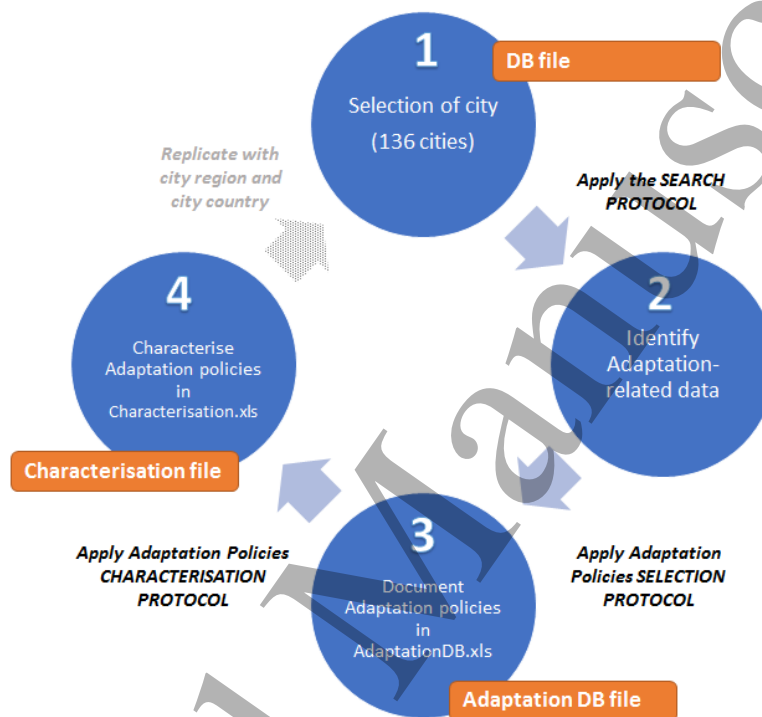 1
DB file
Selection of city
(136 cities)
Replicate with
city region and
city country
Apply the SEARCH
PROTOCOL
2
Identify
Adaptation-
related data
4
Characterise
Adaptation policies
in
Characterisation.xls
Characterisation file
3
Document
Adaptation policies
in
AdaptationDB.xls
Apply Adaptation Policies
CHARACTERISATION
PROTOCOL
Apply Adaptation
Policies SELECTION
PROTOCOL
Adaptation DB file
Manus